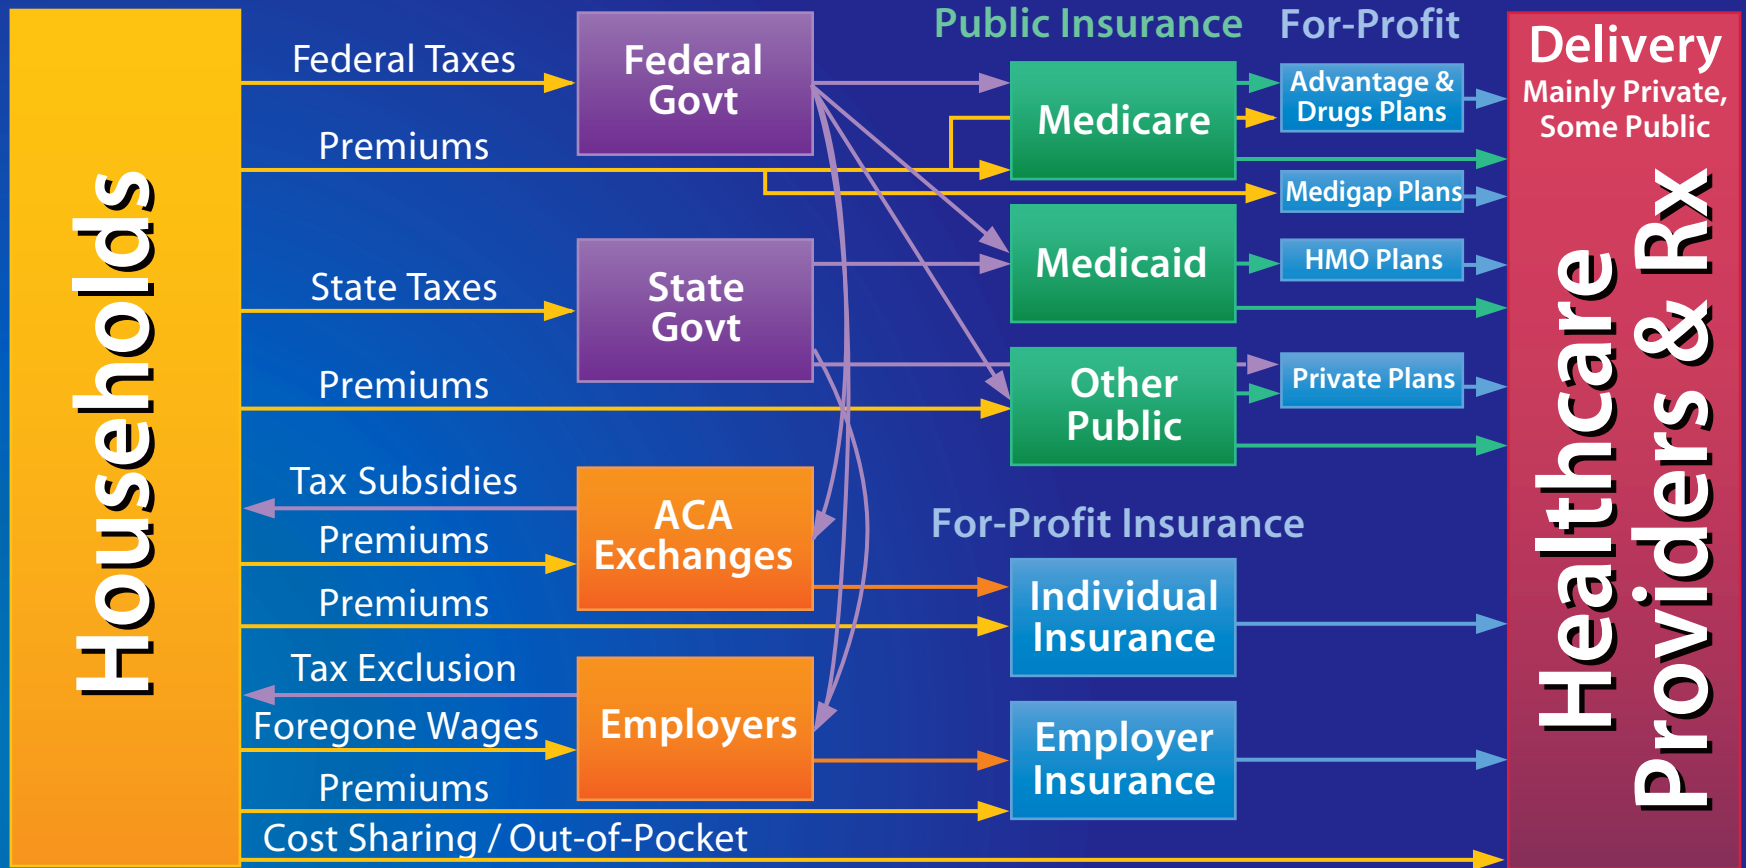 Households
Federal Taxes
Premiums
State Taxes
Premiums
Tax Subsidies
Premiums
Premiums
Tax Exclusion
Foregone Wages
Premiums
Cost Sharing / Out-of-Pocket
Federal
Govt
State
Govt
ACA
Exchanges
Employers
Public Insurance
Medicare
Medicaid
Other
Public
For-Profit Insurance
Individual
Insurance
Employer
Insurance
For-Profit
Advantage &
Drugs Plans
Medigap Plans
HMO Plans
Private Plans
Delivery
Mainly Private,
Some Public
Healthcare
Providers & Rx